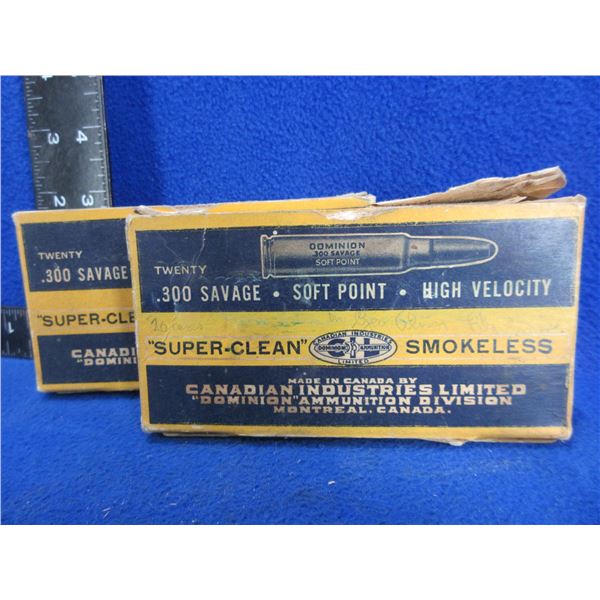 4
3
2
1
TWENTY
.300 SAVAGE
"SUPER-CLE
CANAD
"DOMIN
DOMINION
.300 SAVAGE
SOFT POINT
TWENTY
.300 SAVAGE • SOFT POINT • HIGH VELOCITY
"SUPER-CLEAN" CANADIAN INDUSTRIES DOMINION AMMUNITION LIMITED SMOKELESS
MADE IN CANADA BY
CANADIAN INDUSTRIES LIMITED
"DOMINION" AMMUNITION DIVISION
MONTREAL. CANADA.